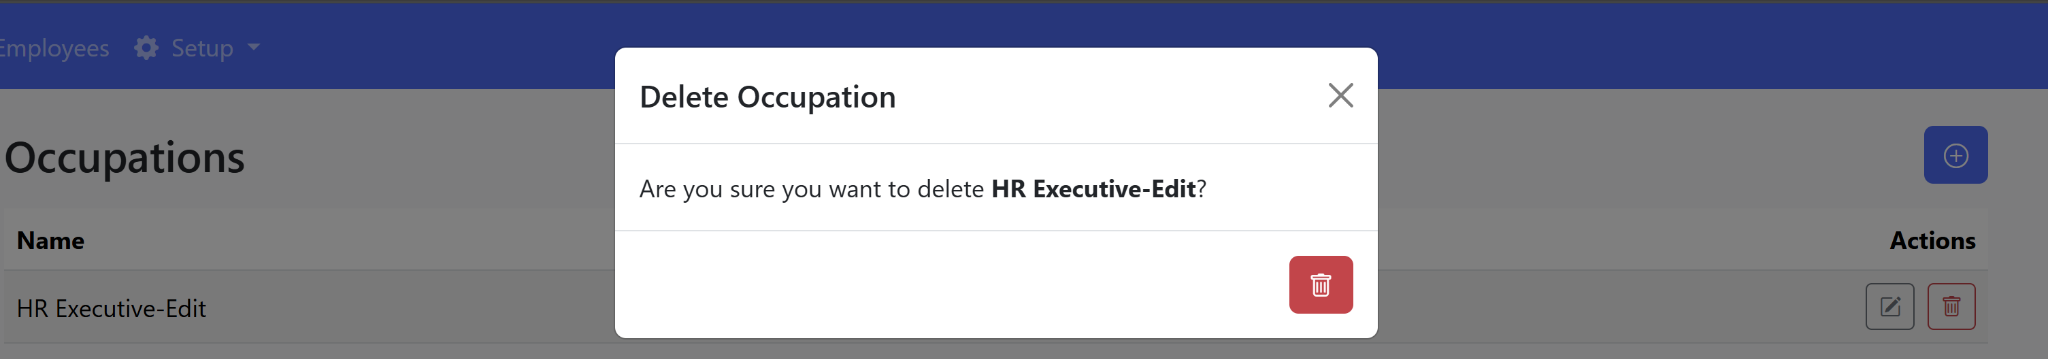 Employees Setup
Delete Occupation
Occupations
Are you sure you want to delete HR Executive-Edit?
Name Actions
HR Executive-Edit